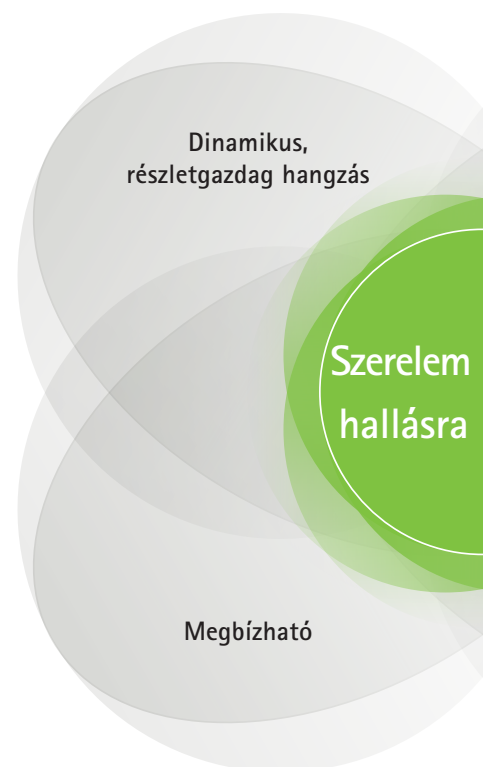 Dinamikus,
részletgazdag hangzás
Szerelem
hallásra
Megbízható